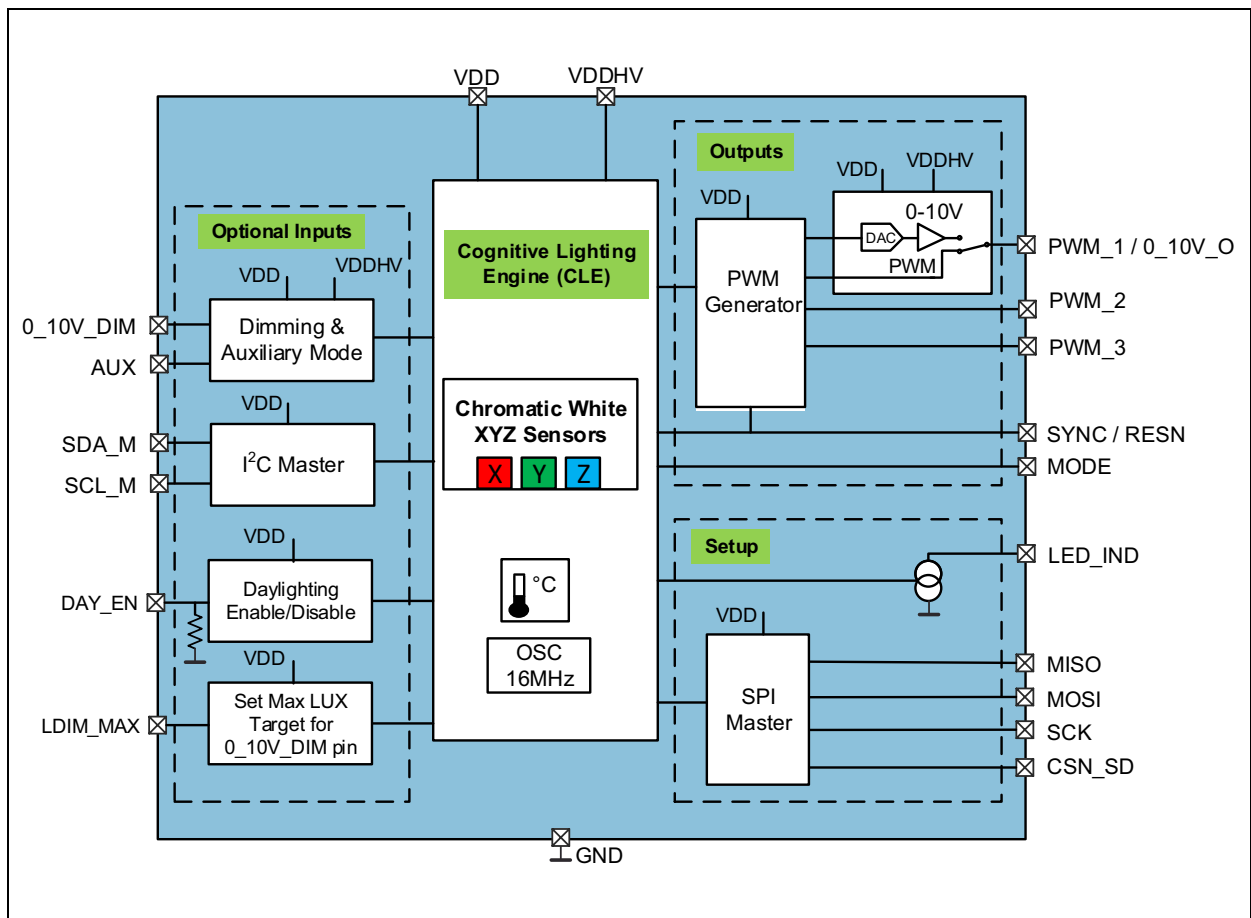 VDD
VDDHV
Optional Inputs
VDD
VDDHV
0_10V_DIM
AUX
Dimming &
Auxiliary Mode
VDD
SDA_M
SCL_M
I²C Master
VDD
DAY_EN
Daylighting
Enable/Disable
VDD
LDIM_MAX
Set Max LUX
Target for
0_10V_DIM pin
Cognitive Lighting
Engine (CLE)
Chromatic White
XYZ Sensors
X
Y
Z
°C
OSC
16MHz
Outputs
VDD
VDDHV
VDD
0-10V
DAC
PWM
PWM
Generator
PWM_1 / 0_10V_O
PWM_2
PWM_3
SYNC / RESN
MODE
Setup
LED_IND
VDD
SPI
Master
MISO
MOSI
SCK
CSN_SD
GND